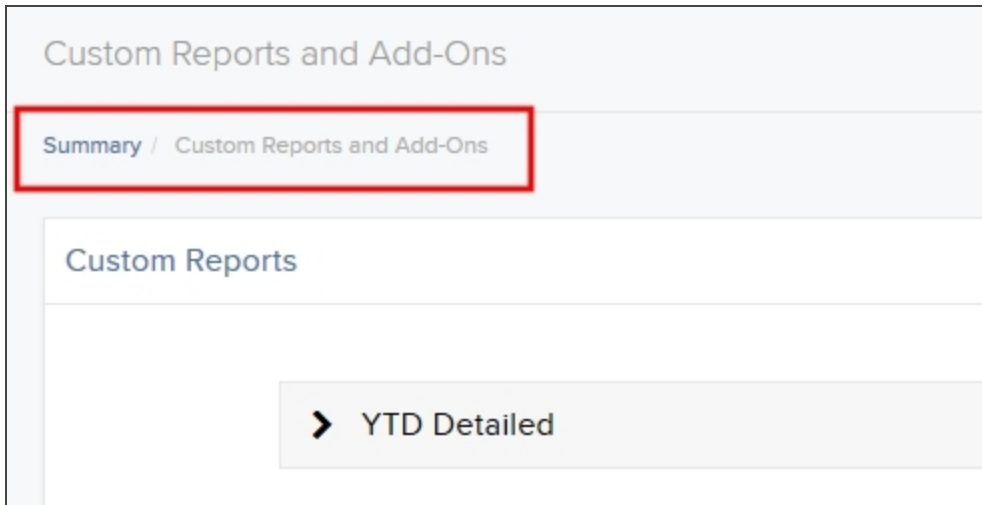 Custom Reports and Add-Ons
Summary / Custom Reports and Add-Ons
Custom Reports
YTD Detailed